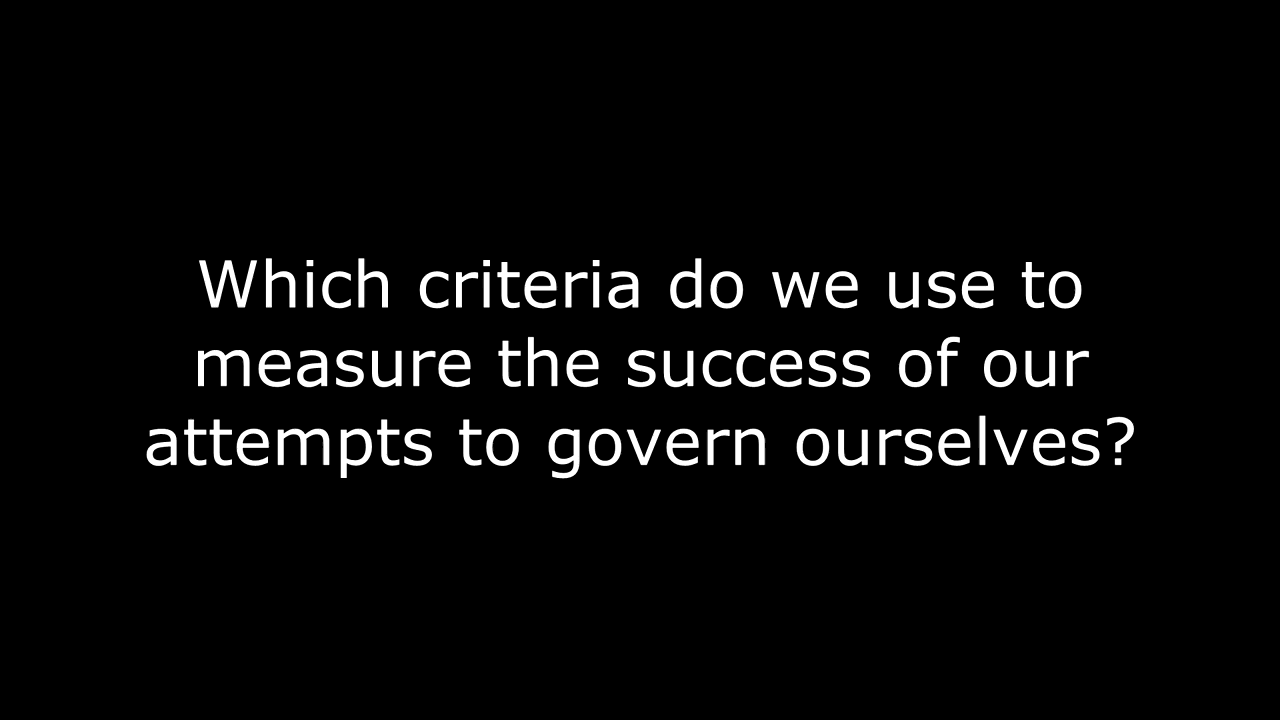 Which criteria do we use to
measure the success of our
attempts to govern ourselves?